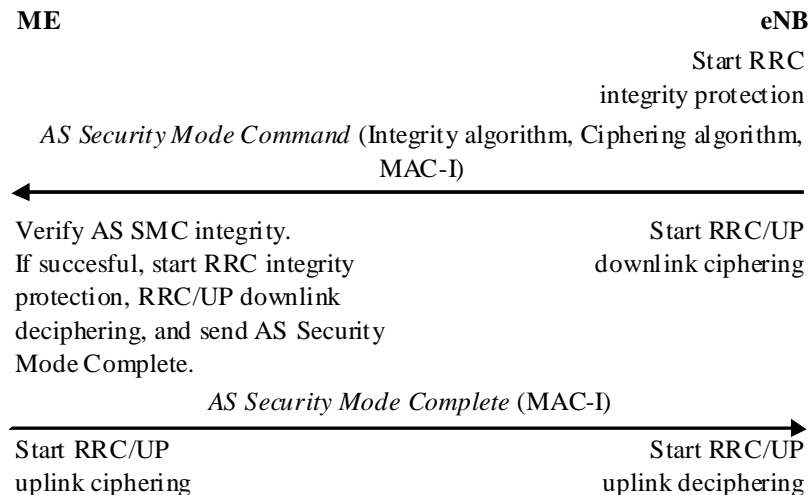 ME eNB
Start RRC
integrity protection
AS Security Mode Command (Integrity algorithm, Ciphering algorithm,
MAC-I)
Verify AS SMC integrity.
If succesful, start RRC integrity
protection, RRC/UP downlink
deciphering, and send AS Security
Mode Complete.
Start RRC/UP
downlink ciphering
AS Security Mode Complete (MAC-I)
Start RRC/UP
uplink ciphering
Start RRC/UP
uplink deciphering